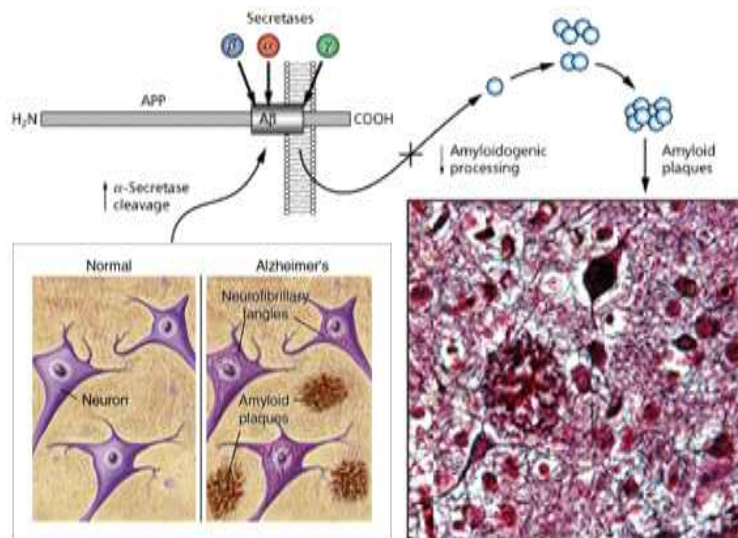 Secretases
β α γ
APP
H₂N
Aβ
COOH
↑ α-Secretase
cleavage
↓ Amyloidogenic
processing
Amyloid
plaques
Normal
Alzheimer's
Neurofibrillary
tangles
Neuron
Amyloid
plaques